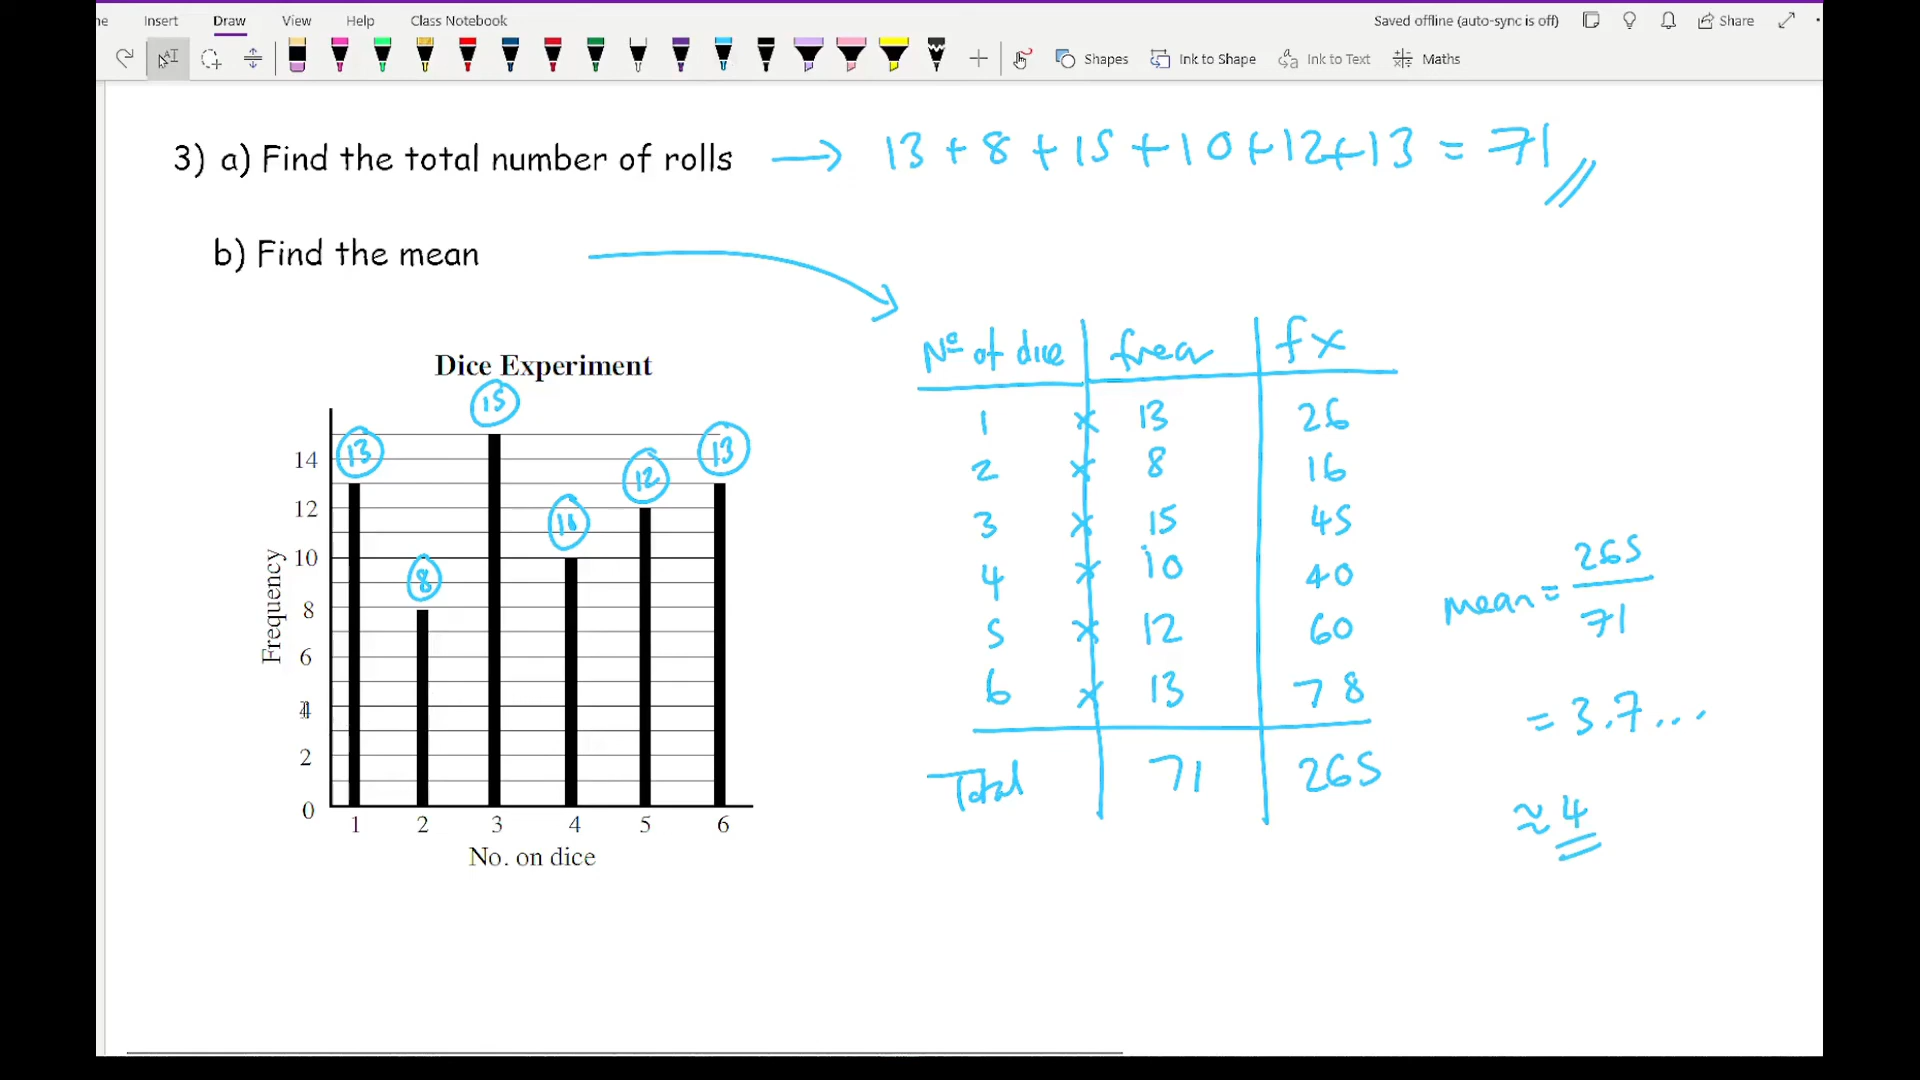 Insert Draw View Help Class Notebook Saved offline (auto-sync is off) Share
Shapes Ink to Shape Ink to Text Maths
3) a) Find the total number of rolls → 13 + 8 + 15 + 10 + 12 + 13 = 71
b) Find the mean
Dice Experiment
Frequency
14
12
10
8
6
4
2
0
13 8 15 10 12 13
1 2 3 4 5 6
No. on dice
Nº of dice freq fx
1 × 13 26
2 × 8 16
3 × 15 45
4 × 10 40
5 × 12 60
6 × 13 78
Total 71 265
mean = 265/71
= 3.7...
≈ 4